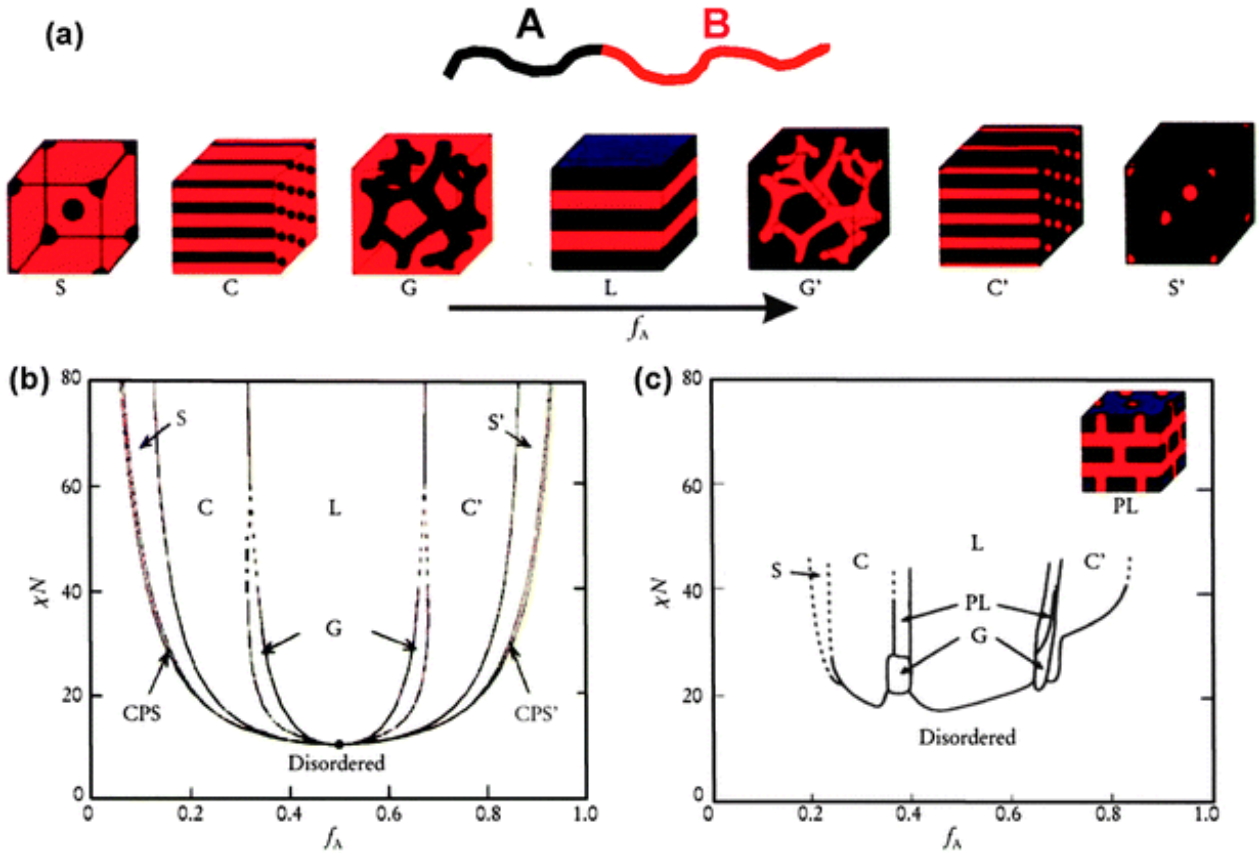 (a)
A B
S C G L G' C' S'
f_A
(b)
80
60
40
20
0
χN
S S'
C L C'
G
CPS CPS'
Disordered
0 0.2 0.4 0.6 0.8 1.0
f_A
(c)
80
60
40
20
0
χN
PL
L
S C C'
PL
G
Disordered
0 0.2 0.4 0.6 0.8 1.0
f_A